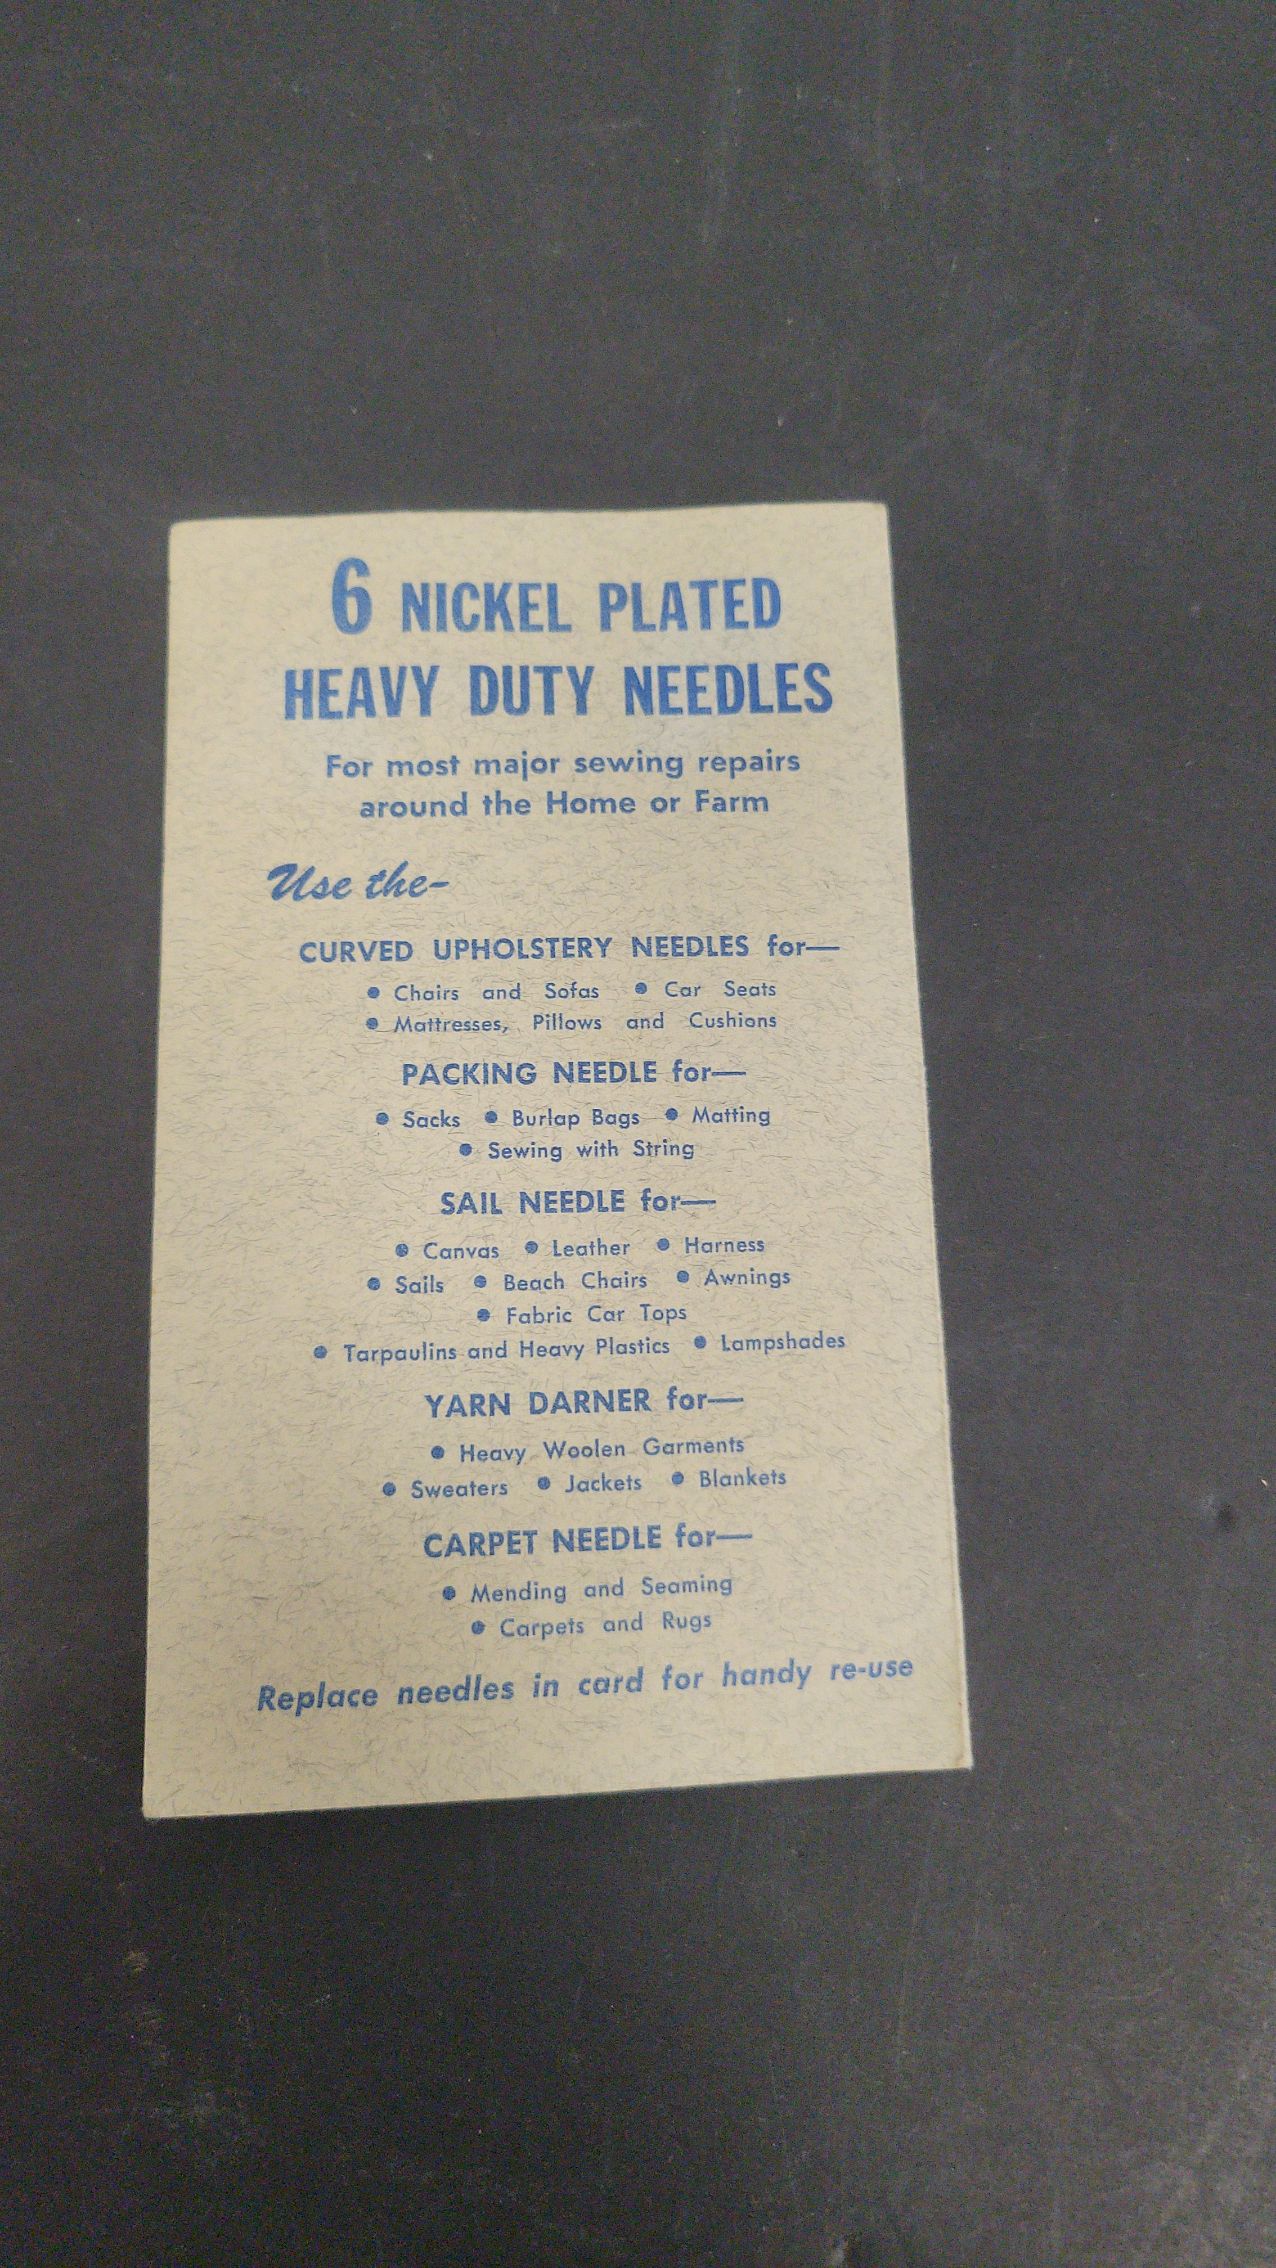 6 NICKEL PLATED
HEAVY DUTY NEEDLES
For most major sewing repairs
around the Home or Farm
Use the-
CURVED UPHOLSTERY NEEDLES for—
• Chairs and Sofas • Car Seats
• Mattresses, Pillows and Cushions
PACKING NEEDLE for—
• Sacks • Burlap Bags • Matting
• Sewing with String
SAIL NEEDLE for—
• Canvas • Leather • Harness
• Sails • Beach Chairs • Awnings
• Fabric Car Tops
• Tarpaulins and Heavy Plastics • Lampshades
YARN DARNER for—
• Heavy Woolen Garments
• Sweaters • Jackets • Blankets
CARPET NEEDLE for—
• Mending and Seaming
• Carpets and Rugs
Replace needles in card for handy re-use